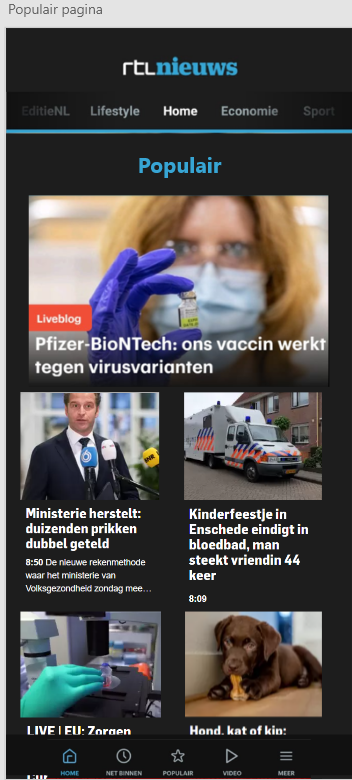 Populair pagina
rtlnieuws
EditieNL Lifestyle Home Economie Sport
Populair
Liveblog
Pfizer-BioNTech: ons vaccin werkt
tegen virusvarianten
Ministerie herstelt:
duizenden prikken
dubbel geteld
8:50 De nieuwe rekenmethode
waar het ministerie van
Volksgezondheid zondag mee...
Kinderfeestje in
Enschede eindigt in
bloedbad, man
steekt vriendin 44
keer
8:09
LIVE | EU: Zorgen
Hond, kat of kip:
HOME NET BINNEN POPULAIR VIDEO MEER